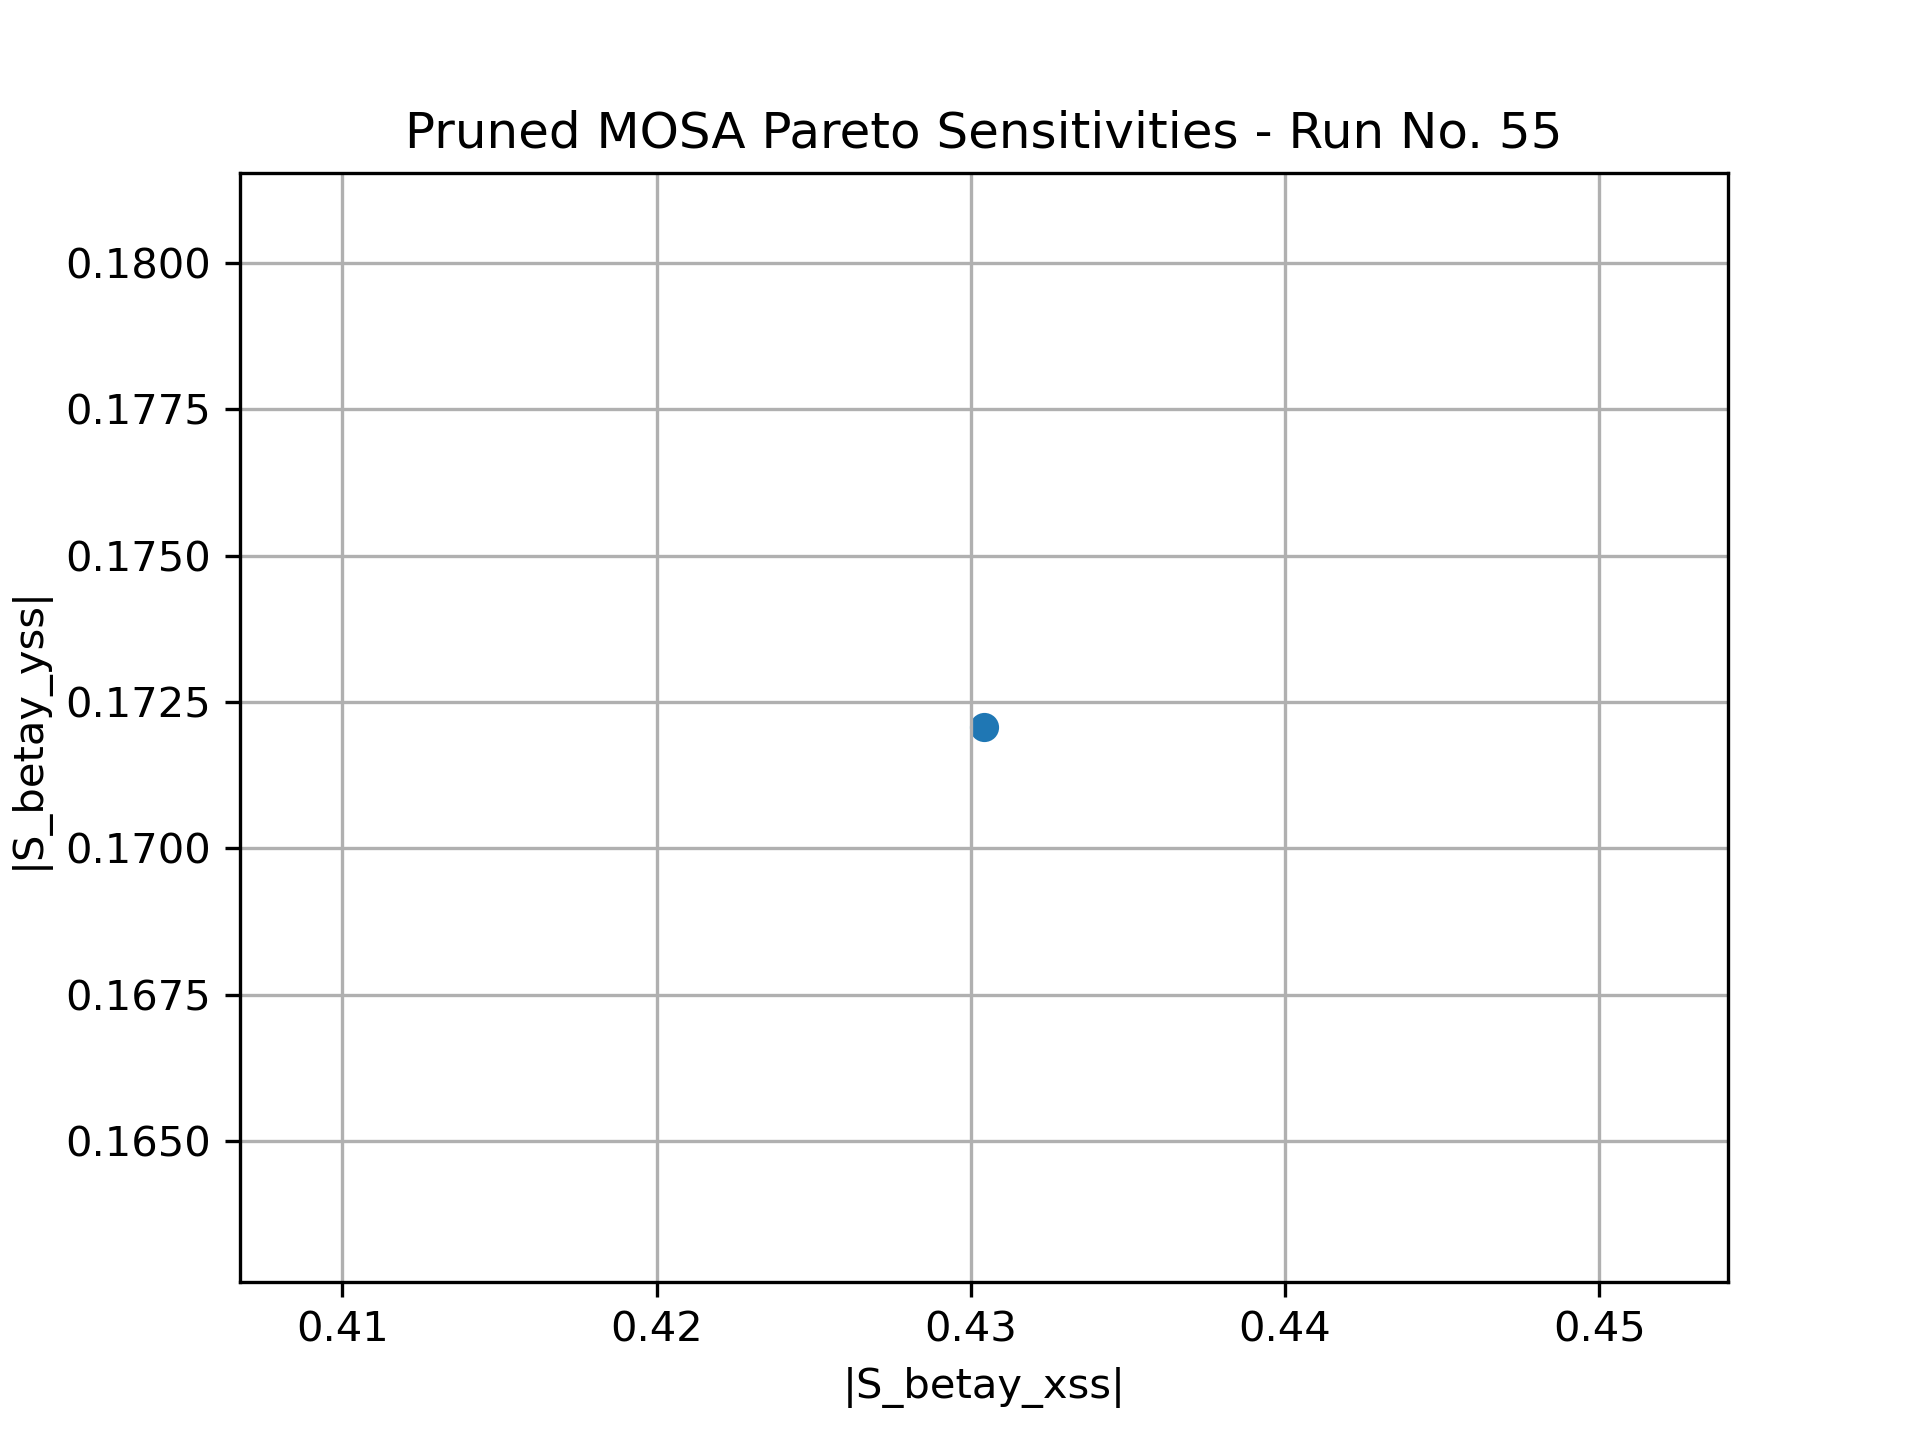 Pruned MOSA Pareto Sensitivities - Run No. 55
|S_betay_yss|
0.1800
0.1775
0.1750
0.1725
0.1700
0.1675
0.1650
0.41 0.42 0.43 0.44 0.45
|S_betay_xss|